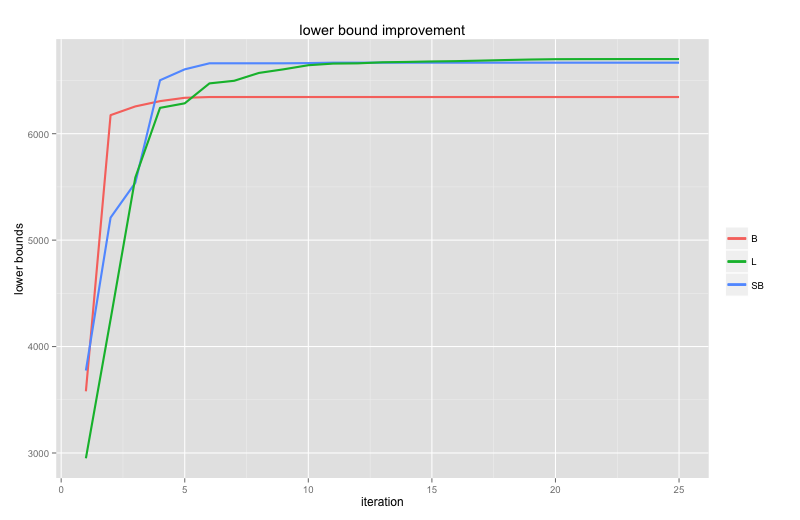 lower bound improvement
lower bounds
6000
5000
4000
3000
0 5 10 15 20 25
iteration
B
L
SB